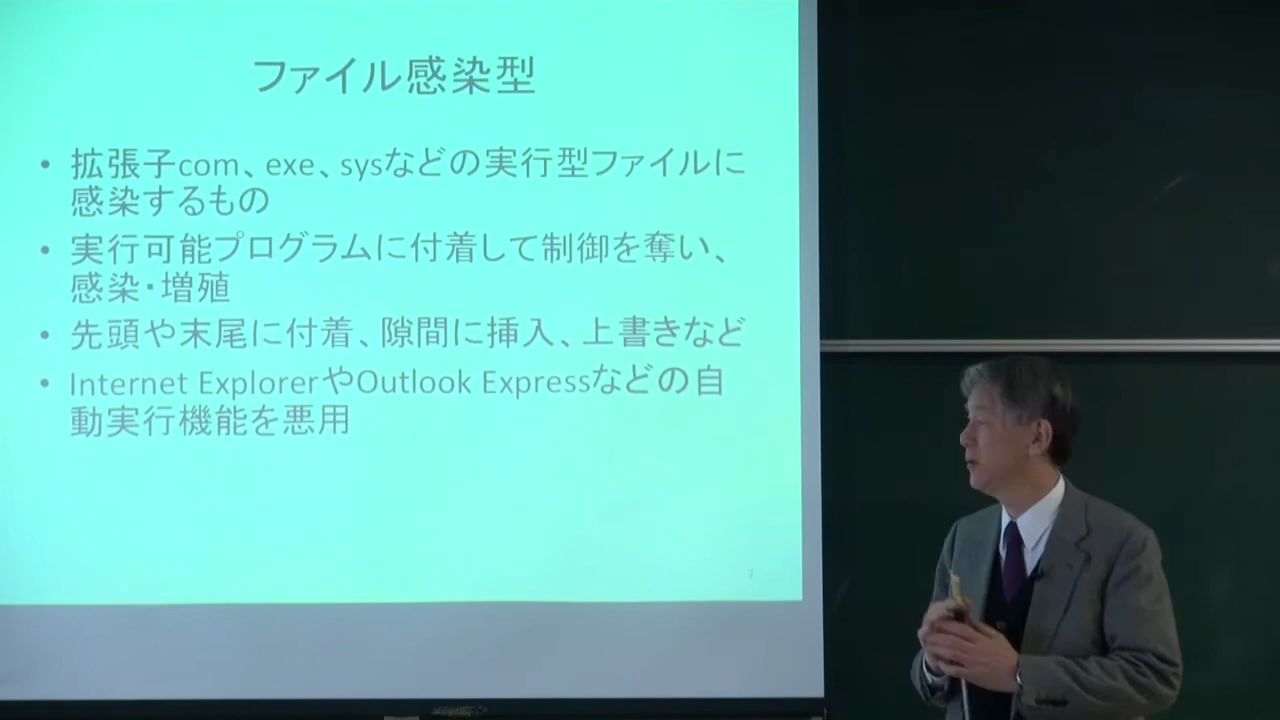 ファイル感染型
• 拡張子com、exe、sysなどの実行型ファイルに
感染するもの
• 実行可能プログラムに付着して制御を奪い、
感染・増殖
• 先頭や末尾に付着、隙間に挿入、上書きなど
• Internet ExplorerやOutlook Expressなどの自
動実行機能を悪用
7